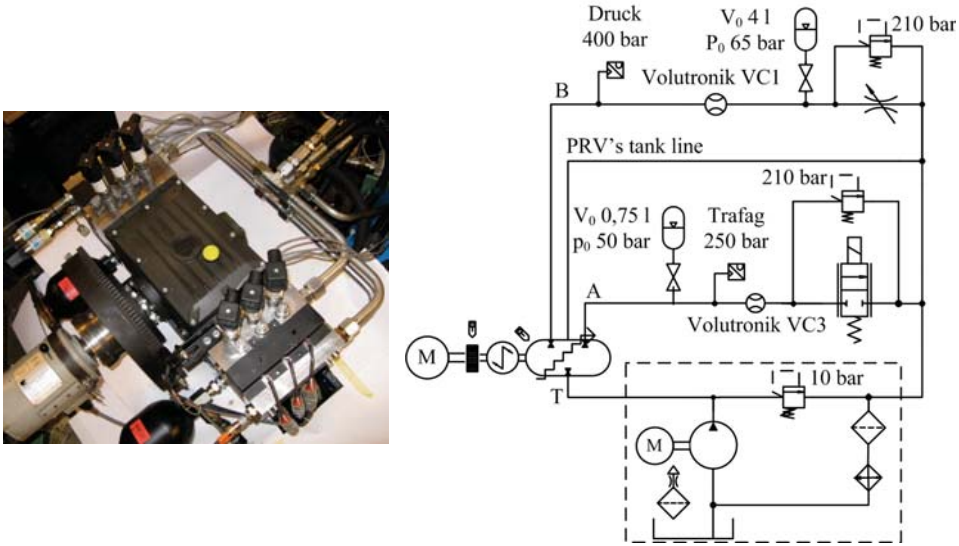 Druck
400 bar
V₀ 4 l
P₀ 65 bar
210 bar
B
Volutronik VC1
PRV's tank line
210 bar
V₀ 0,75 l
p₀ 50 bar
Trafag
250 bar
A
Volutronik VC3
M
T
10 bar
M